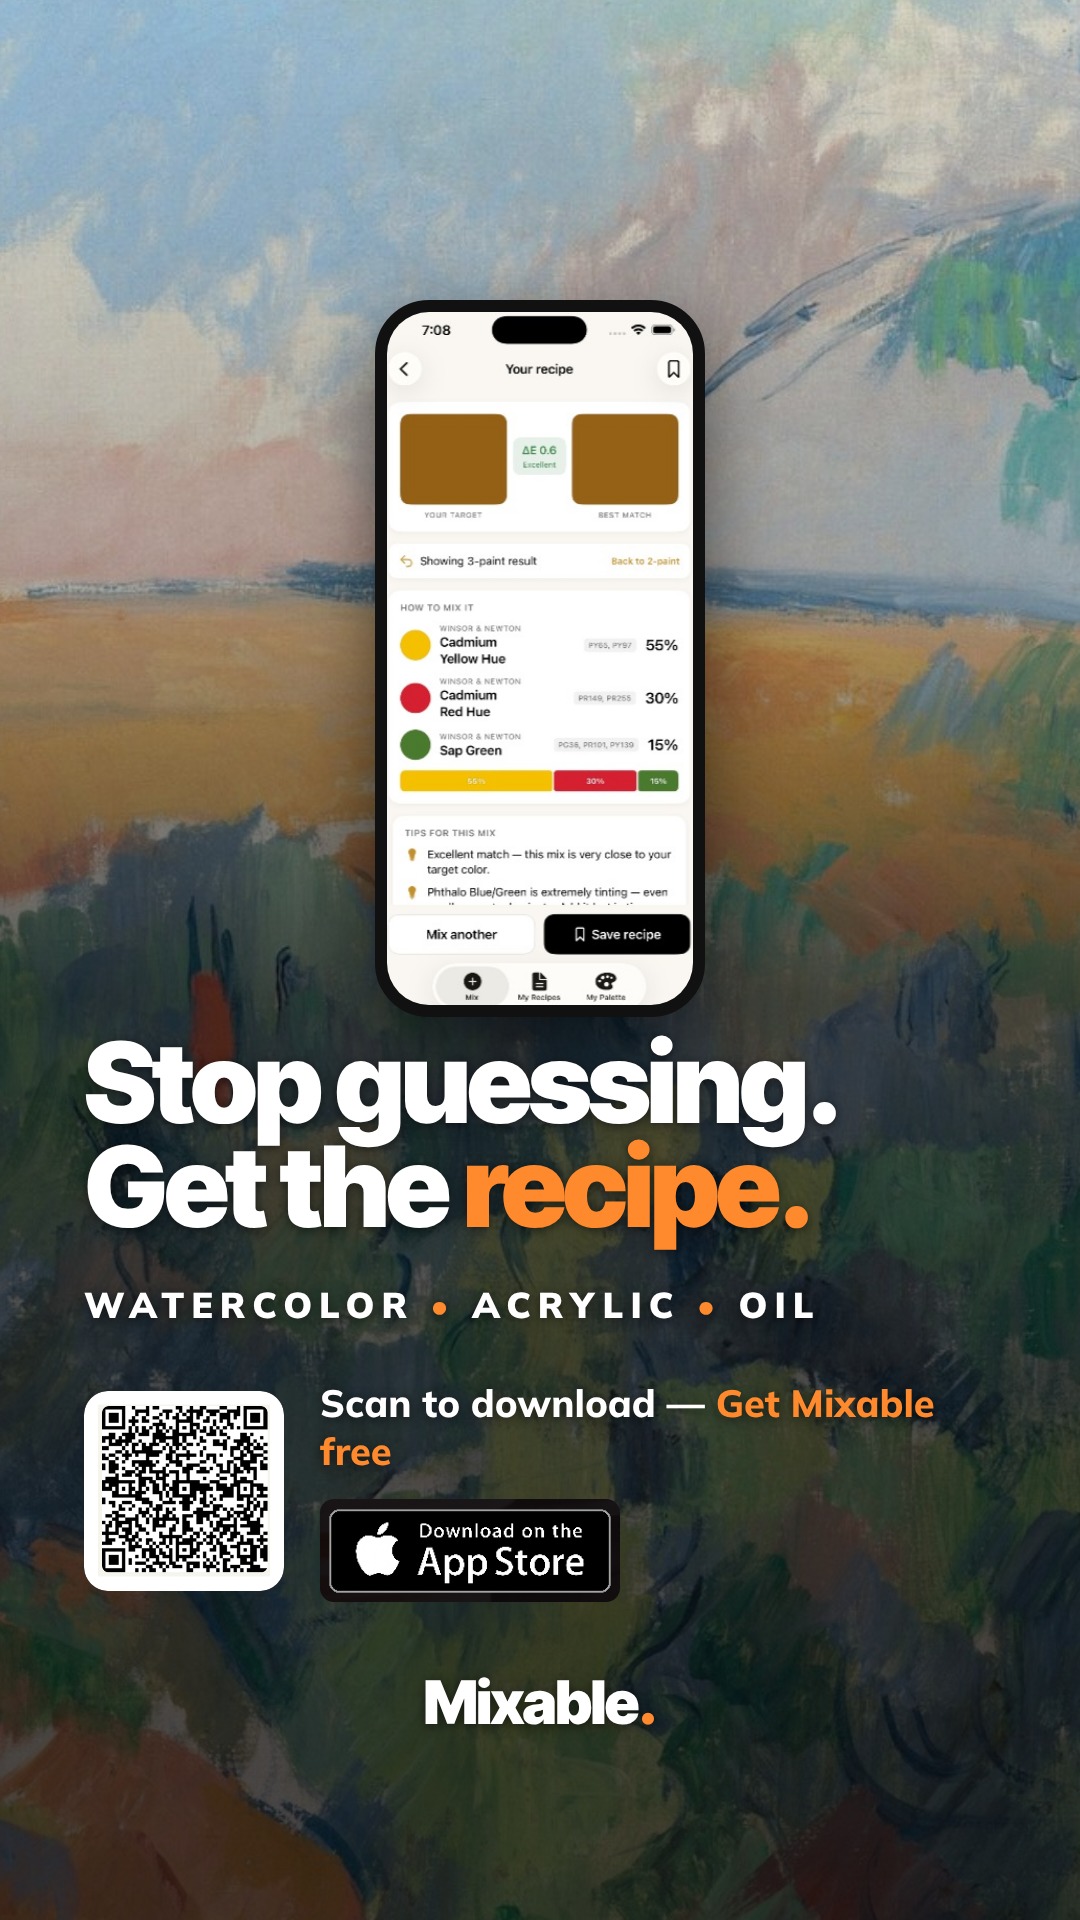 7:08
Your recipe
ΔE 0.6
Excellent
YOUR TARGET
BEST MATCH
Showing 3-paint result
Back to 2-paint
HOW TO MIX IT
WINSOR & NEWTON
Cadmium
Yellow Hue
PY65, PY97
55%
WINSOR & NEWTON
Cadmium
Red Hue
PR149, PR255
30%
WINSOR & NEWTON
Sap Green
PG36, PR101, PY139
15%
55%
30%
15%
TIPS FOR THIS MIX
Excellent match — this mix is very close to your
target color.
Phthalo Blue/Green is extremely tinting — even
Mix another
Save recipe
Mix
My Recipes
My Palette
Stop guessing.
Get the recipe.
WATERCOLOR • ACRYLIC • OIL
Scan to download — Get Mixable
free
Download on the
App Store
Mixable.